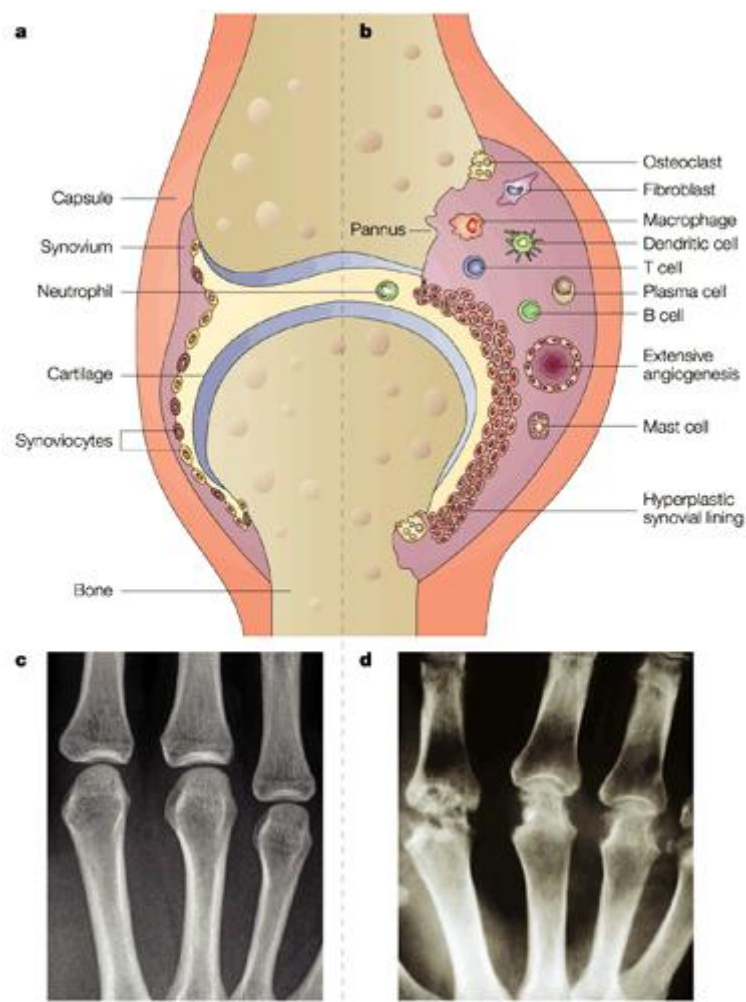 a
b
Capsule
Synovium
Neutrophil
Cartilage
Synoviocytes
Bone
Pannus
Osteoclast
Fibroblast
Macrophage
Dendritic cell
T cell
Plasma cell
B cell
Extensive
angiogenesis
Mast cell
Hyperplastic
synovial lining
c
d